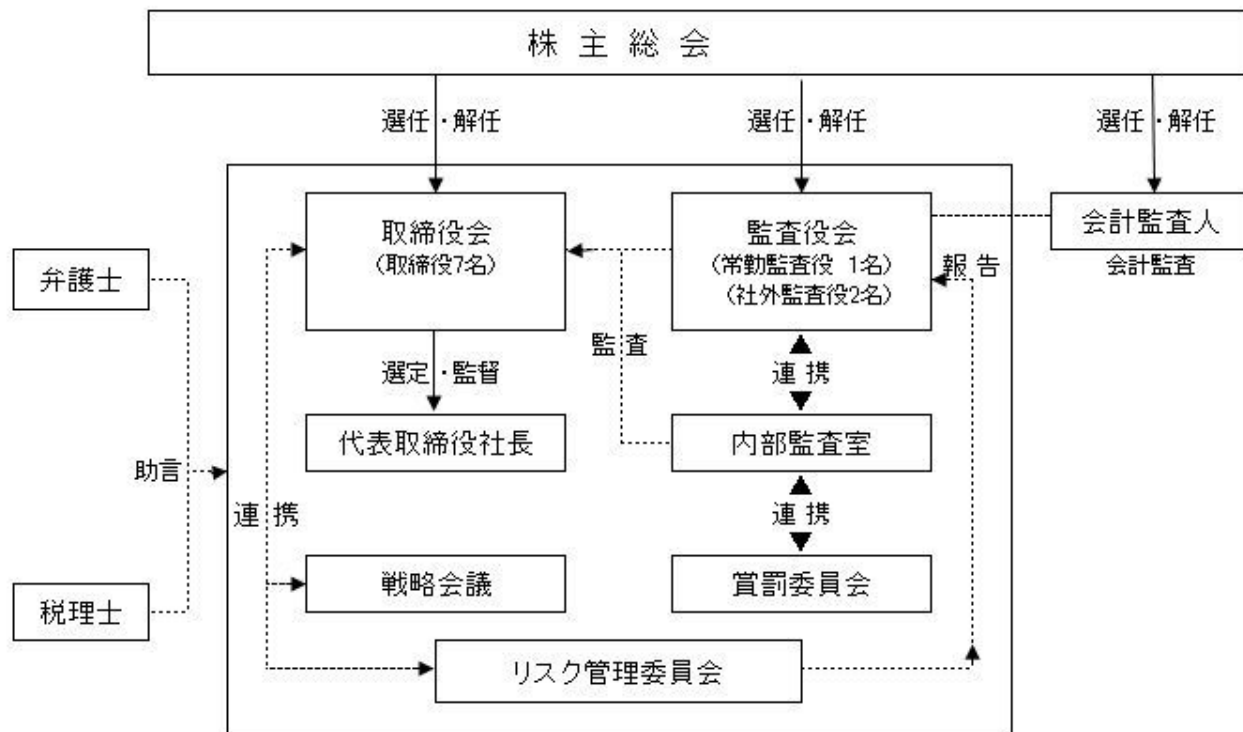 株主総会
選任・解任
選任・解任
選任・解任
取締役会
（取締役7名）
監査役会
（常勤監査役 1名）
（社外監査役2名）
会計監査人
会計監査
報告
弁護士
監査
選定・監督
連携
代表取締役社長
内部監査室
助言
連携
連携
戦略会議
賞罰委員会
税理士
リスク管理委員会